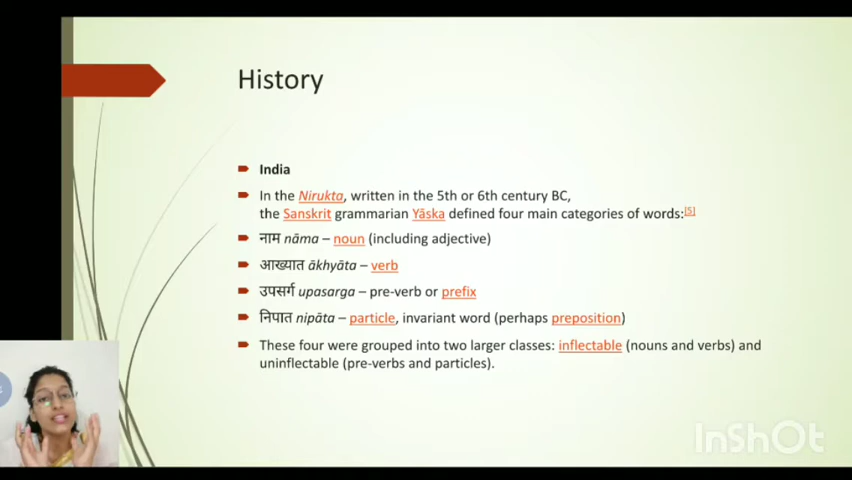 History
India
In the Nirukta, written in the 5th or 6th century BC,
the Sanskrit grammarian Yāska defined four main categories of words:[5]
नाम nāma – noun (including adjective)
आख्यात ākhyāta – verb
उपसर्ग upasarga – pre-verb or prefix
निपात nipāta – particle, invariant word (perhaps preposition)
These four were grouped into two larger classes: inflectable (nouns and verbs) and
uninflectable (pre-verbs and particles).
InShOt